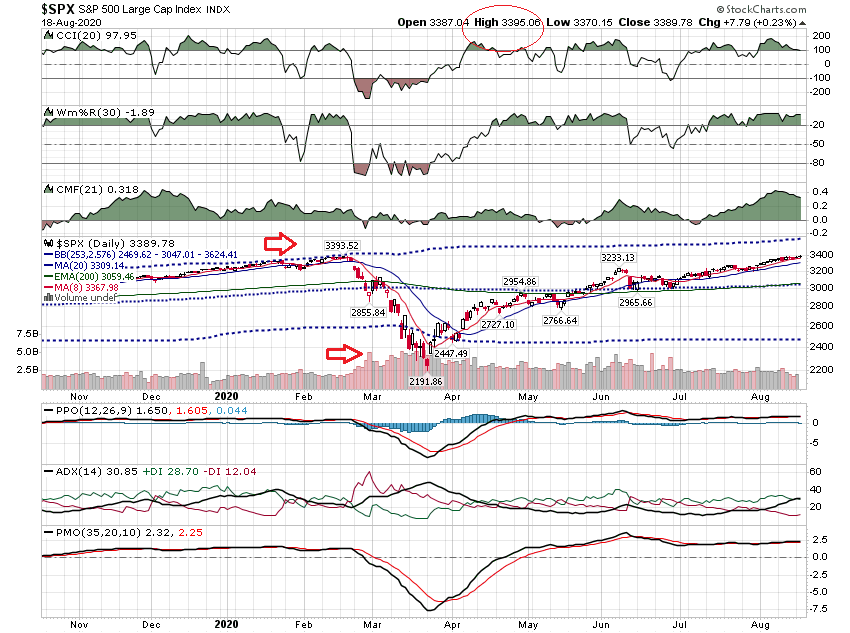 $SPX S&P 500 Large Cap Index INDX
© StockCharts.com
18-Aug-2020
Open 3387.04 High 3395.06 Low 3370.15 Close 3389.78 Chg +7.79 (+0.23%)
CCI(20) 97.95
200
100
0
-100
-200
Wm%R(30) -1.89
-20
-50
-80
CMF(21) 0.318
0.4
0.2
0.0
-0.2
$SPX (Daily) 3389.78
BB(253,2.576) 2469.62 - 3047.01 - 3624.41
MA(20) 3309.14
EMA(200) 3059.46
MA(8) 3367.98
Volume undef
3393.52
3233.13
2954.86
2965.66
2855.84
2727.10
2766.64
2447.49
2191.86
3400
3200
3000
2800
2600
2400
2200
7.5B
5.0B
2.5B
Nov Dec 2020 Feb Mar Apr May Jun Jul Aug
PPO(12,26,9) 1.650, 1.605, 0.044
0
-5
ADX(14) 30.85 +DI 28.70 -DI 12.04
60
40
20
PMO(35,20,10) 2.32, 2.25
2.5
0.0
-2.5
-5.0
-7.5
Nov Dec 2020 Feb Mar Apr May Jun Jul Aug